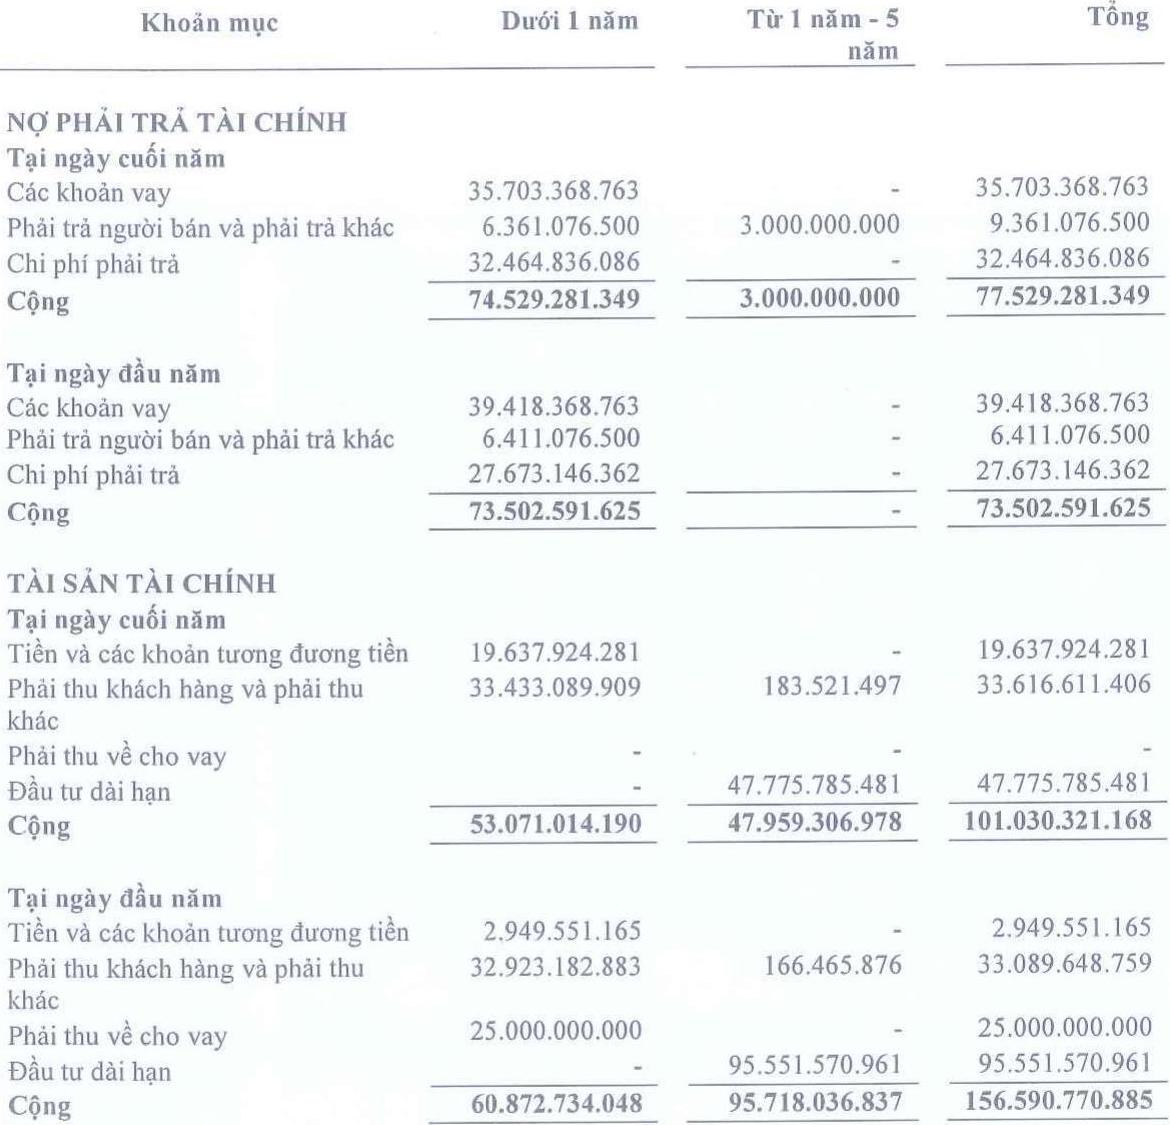 Khoản mục Dưới 1 năm Từ 1 năm - 5 năm Tổng
NỢ PHẢI TRẢ TÀI CHÍNH
Tại ngày cuối năm
Các khoản vay 35.703.368.763 - 35.703.368.763
Phải trả người bán và phải trả khác 6.361.076.500 3.000.000.000 9.361.076.500
Chi phí phải trả 32.464.836.086 - 32.464.836.086
Cộng 74.529.281.349 3.000.000.000 77.529.281.349
Tại ngày đầu năm
Các khoản vay 39.418.368.763 - 39.418.368.763
Phải trả người bán và phải trả khác 6.411.076.500 - 6.411.076.500
Chi phí phải trả 27.673.146.362 - 27.673.146.362
Cộng 73.502.591.625 - 73.502.591.625
TÀI SẢN TÀI CHÍNH
Tại ngày cuối năm
Tiền và các khoản tương đương tiền 19.637.924.281 - 19.637.924.281
Phải thu khách hàng và phải thu 33.433.089.909 183.521.497 33.616.611.406
khác
Phải thu về cho vay - - -
Đầu tư dài hạn - 47.775.785.481 47.775.785.481
Cộng 53.071.014.190 47.959.306.978 101.030.321.168
Tại ngày đầu năm
Tiền và các khoản tương đương tiền 2.949.551.165 - 2.949.551.165
Phải thu khách hàng và phải thu 32.923.182.883 166.465.876 33.089.648.759
khác
Phải thu về cho vay 25.000.000.000 - 25.000.000.000
Đầu tư dài hạn - 95.551.570.961 95.551.570.961
Cộng 60.872.734.048 95.718.036.837 156.590.770.885